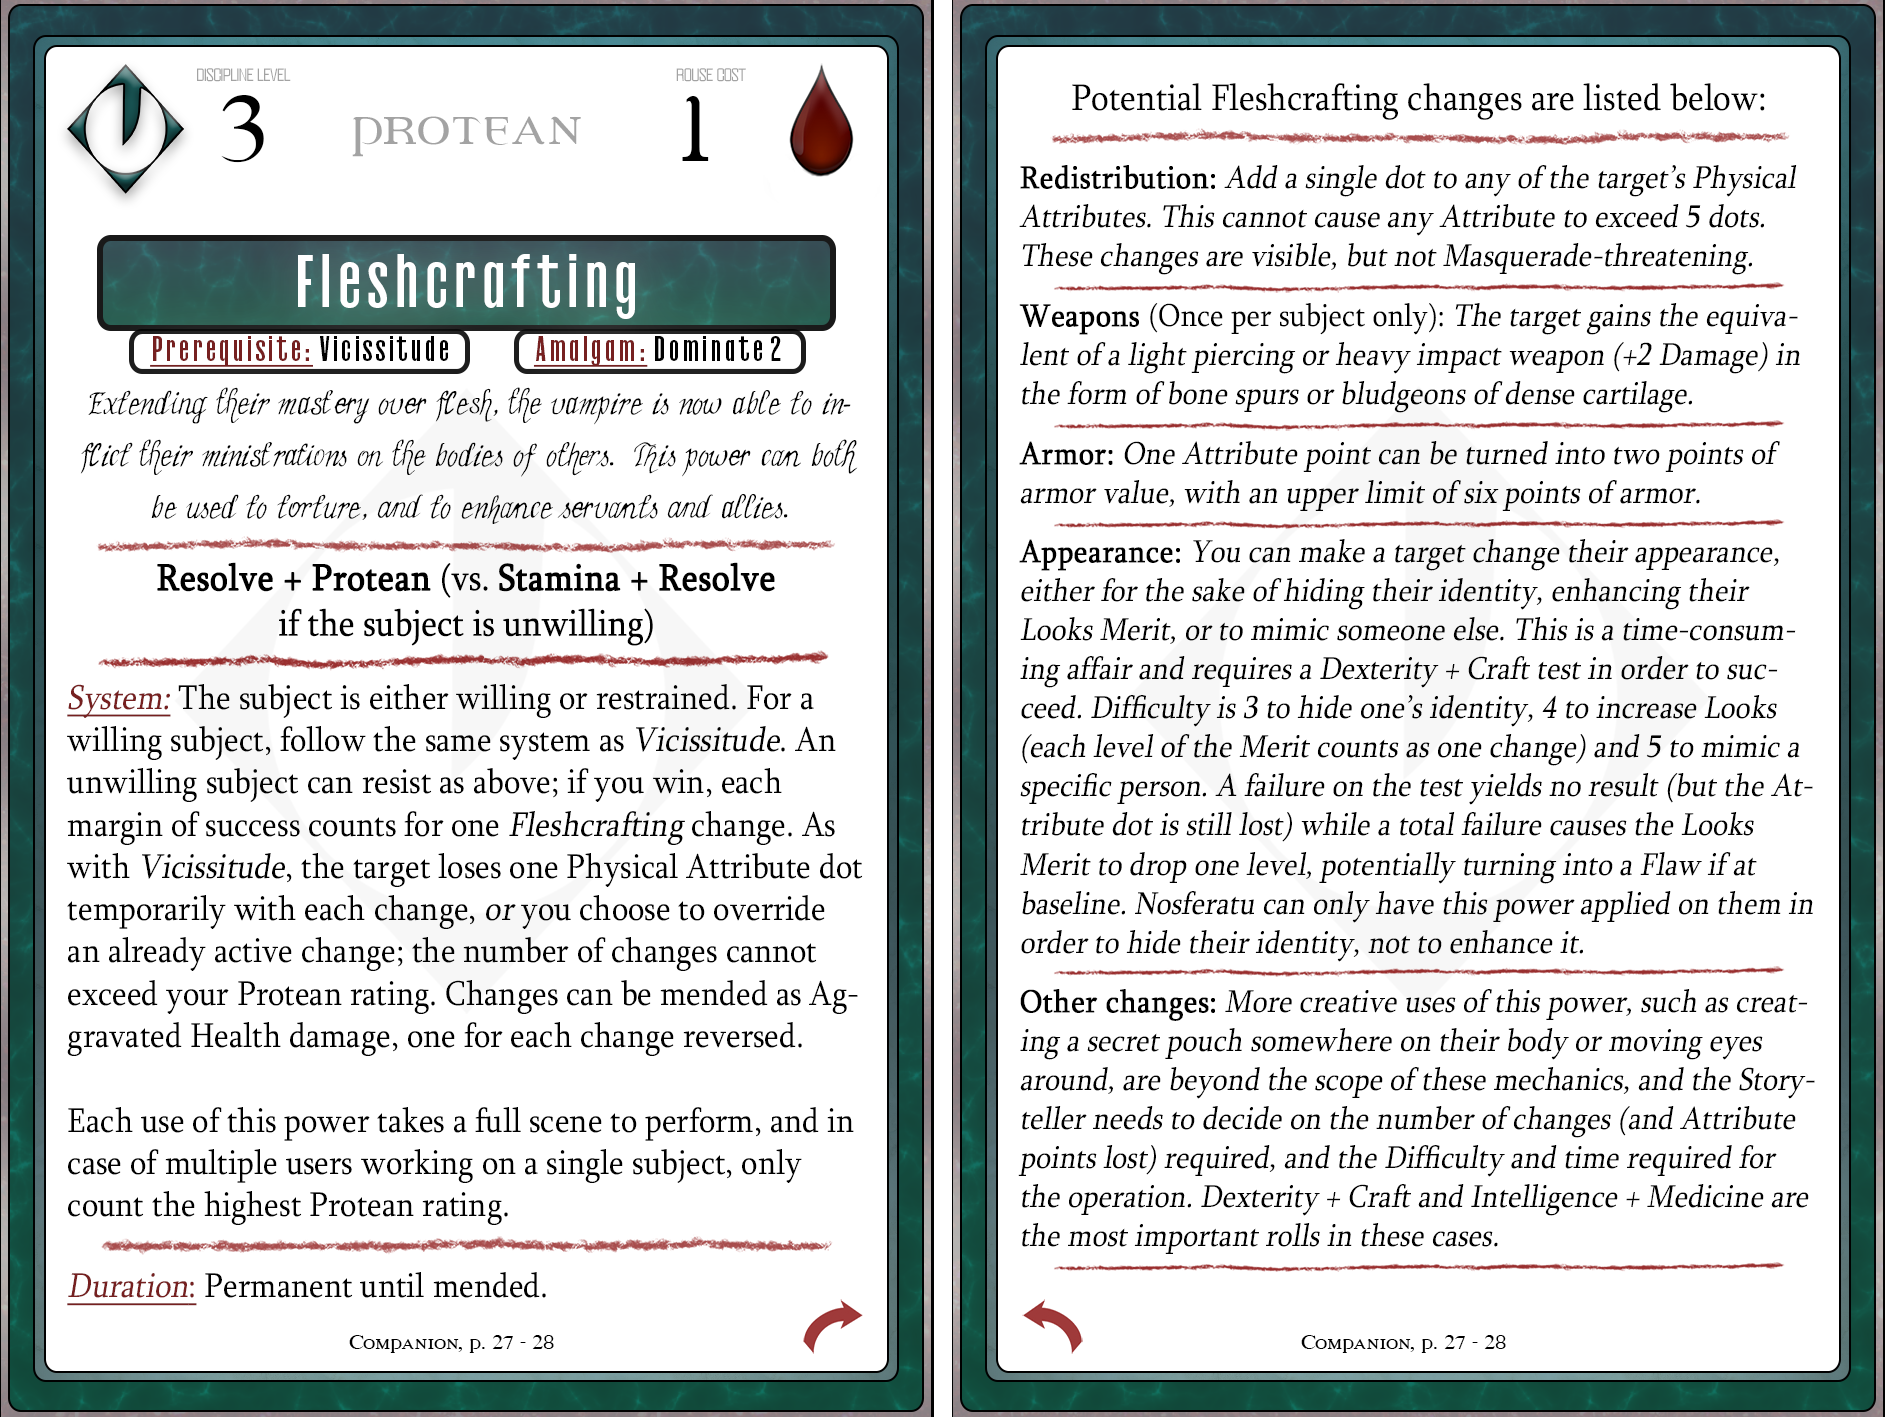 DISCIPLINE LEVEL
3
PROTEAN
ROUSE COST
1
Fleshcrafting
Prerequisite: Vicissitude
Amalgam: Dominate 2
Extending their mastery over flesh, the vampire is now able to in-
flict their ministrations on the bodies of others. This power can both
be used to torture, and to enhance servants and allies.
Resolve + Protean (vs. Stamina + Resolve
if the subject is unwilling)
System: The subject is either willing or restrained. For a
willing subject, follow the same system as Vicissitude. An
unwilling subject can resist as above; if you win, each
margin of success counts for one Fleshcrafting change. As
with Vicissitude, the target loses one Physical Attribute dot
temporarily with each change, or you choose to override
an already active change; the number of changes cannot
exceed your Protean rating. Changes can be mended as Ag-
gravated Health damage, one for each change reversed.
Each use of this power takes a full scene to perform, and in
case of multiple users working on a single subject, only
count the highest Protean rating.
Duration: Permanent until mended.
Companion, p. 27 - 28
Potential Fleshcrafting changes are listed below:
Redistribution: Add a single dot to any of the target's Physical
Attributes. This cannot cause any Attribute to exceed 5 dots.
These changes are visible, but not Masquerade-threatening.
Weapons (Once per subject only): The target gains the equiva-
lent of a light piercing or heavy impact weapon (+2 Damage) in
the form of bone spurs or bludgeons of dense cartilage.
Armor: One Attribute point can be turned into two points of
armor value, with an upper limit of six points of armor.
Appearance: You can make a target change their appearance,
either for the sake of hiding their identity, enhancing their
Looks Merit, or to mimic someone else. This is a time-consum-
ing affair and requires a Dexterity + Craft test in order to suc-
ceed. Difficulty is 3 to hide one's identity, 4 to increase Looks
(each level of the Merit counts as one change) and 5 to mimic a
specific person. A failure on the test yields no result (but the At-
tribute dot is still lost) while a total failure causes the Looks
Merit to drop one level, potentially turning into a Flaw if at
baseline. Nosferatu can only have this power applied on them in
order to hide their identity, not to enhance it.
Other changes: More creative uses of this power, such as creat-
ing a secret pouch somewhere on their body or moving eyes
around, are beyond the scope of these mechanics, and the Story-
teller needs to decide on the number of changes (and Attribute
points lost) required, and the Difficulty and time required for
the operation. Dexterity + Craft and Intelligence + Medicine are
the most important rolls in these cases.
Companion, p. 27 - 28